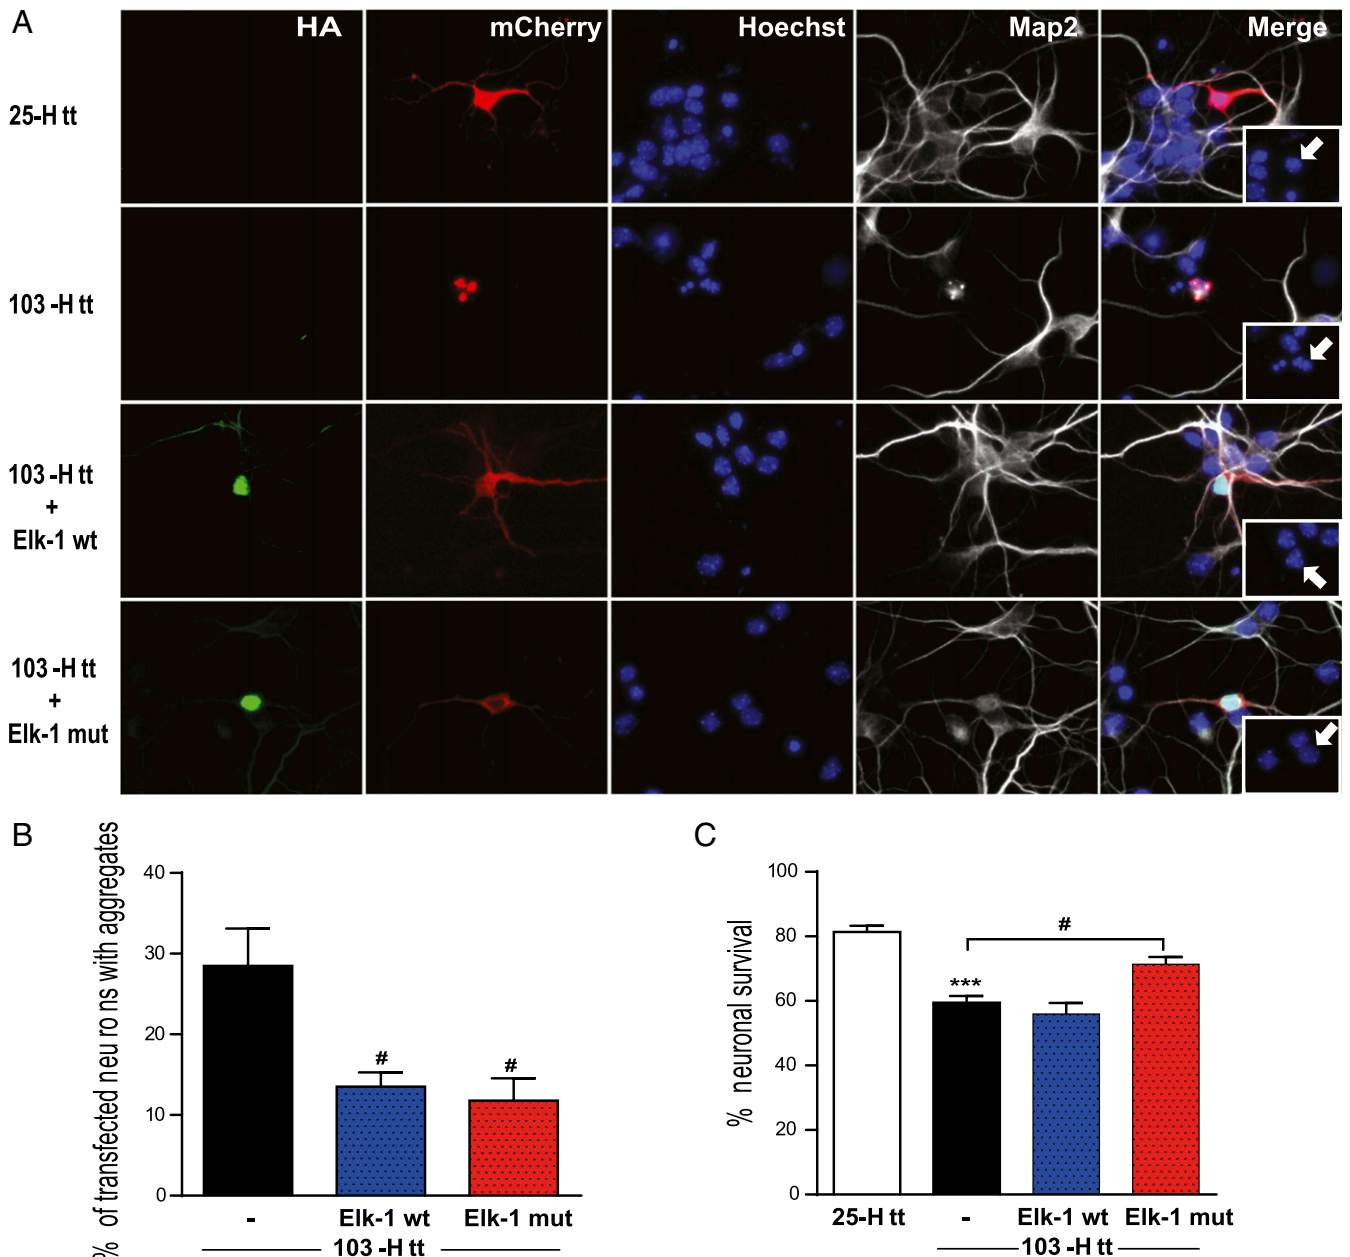 A
HA
mCherry
Hoechst
Map2
Merge
25-H tt
103 -H tt
103 -H tt
+
Elk-1 wt
103 -H tt
+
Elk-1 mut
B
% of transfected neu ro ns with aggregates
40
30
20
10
0
#
#
-
Elk-1 wt
Elk-1 mut
103 -H tt
C
% neuronal survival
100
80
60
40
20
0
***
#
25-H tt
-
Elk-1 wt
Elk-1 mut
103 -H tt